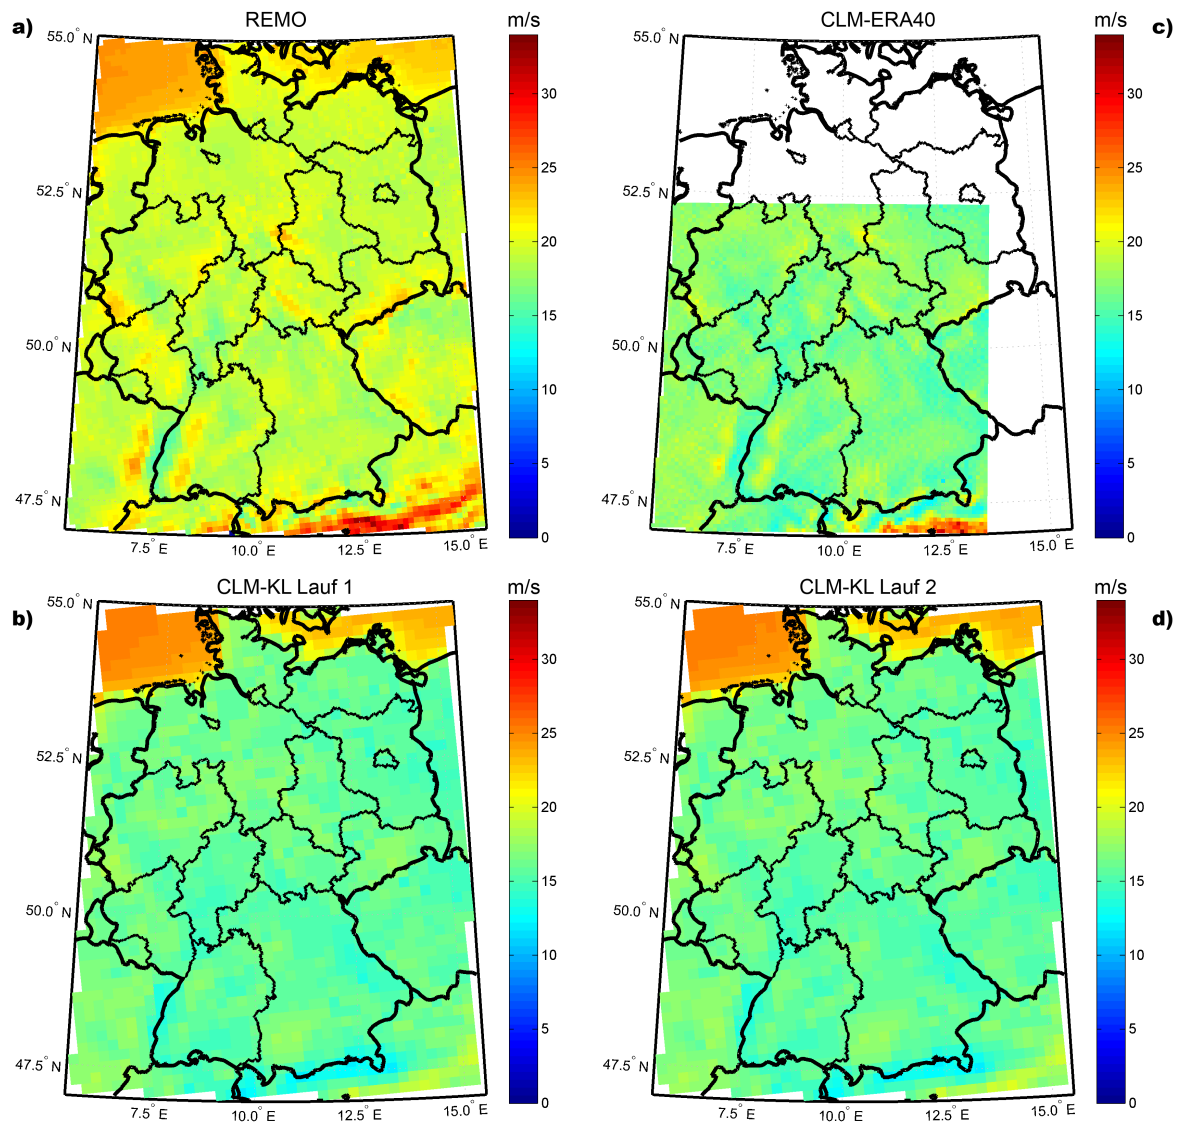 a)
REMO
m/s
55.0° N
52.5° N
50.0° N
47.5° N
7.5° E
10.0° E
12.5° E
15.0° E
30
25
20
15
10
5
0
c)
CLM-ERA40
m/s
55.0° N
52.5° N
50.0° N
47.5° N
7.5° E
10.0° E
12.5° E
15.0° E
30
25
20
15
10
5
0
b)
CLM-KL Lauf 1
m/s
55.0° N
52.5° N
50.0° N
47.5° N
7.5° E
10.0° E
12.5° E
15.0° E
30
25
20
15
10
5
0
d)
CLM-KL Lauf 2
m/s
55.0° N
52.5° N
50.0° N
47.5° N
7.5° E
10.0° E
12.5° E
15.0° E
30
25
20
15
10
5
0